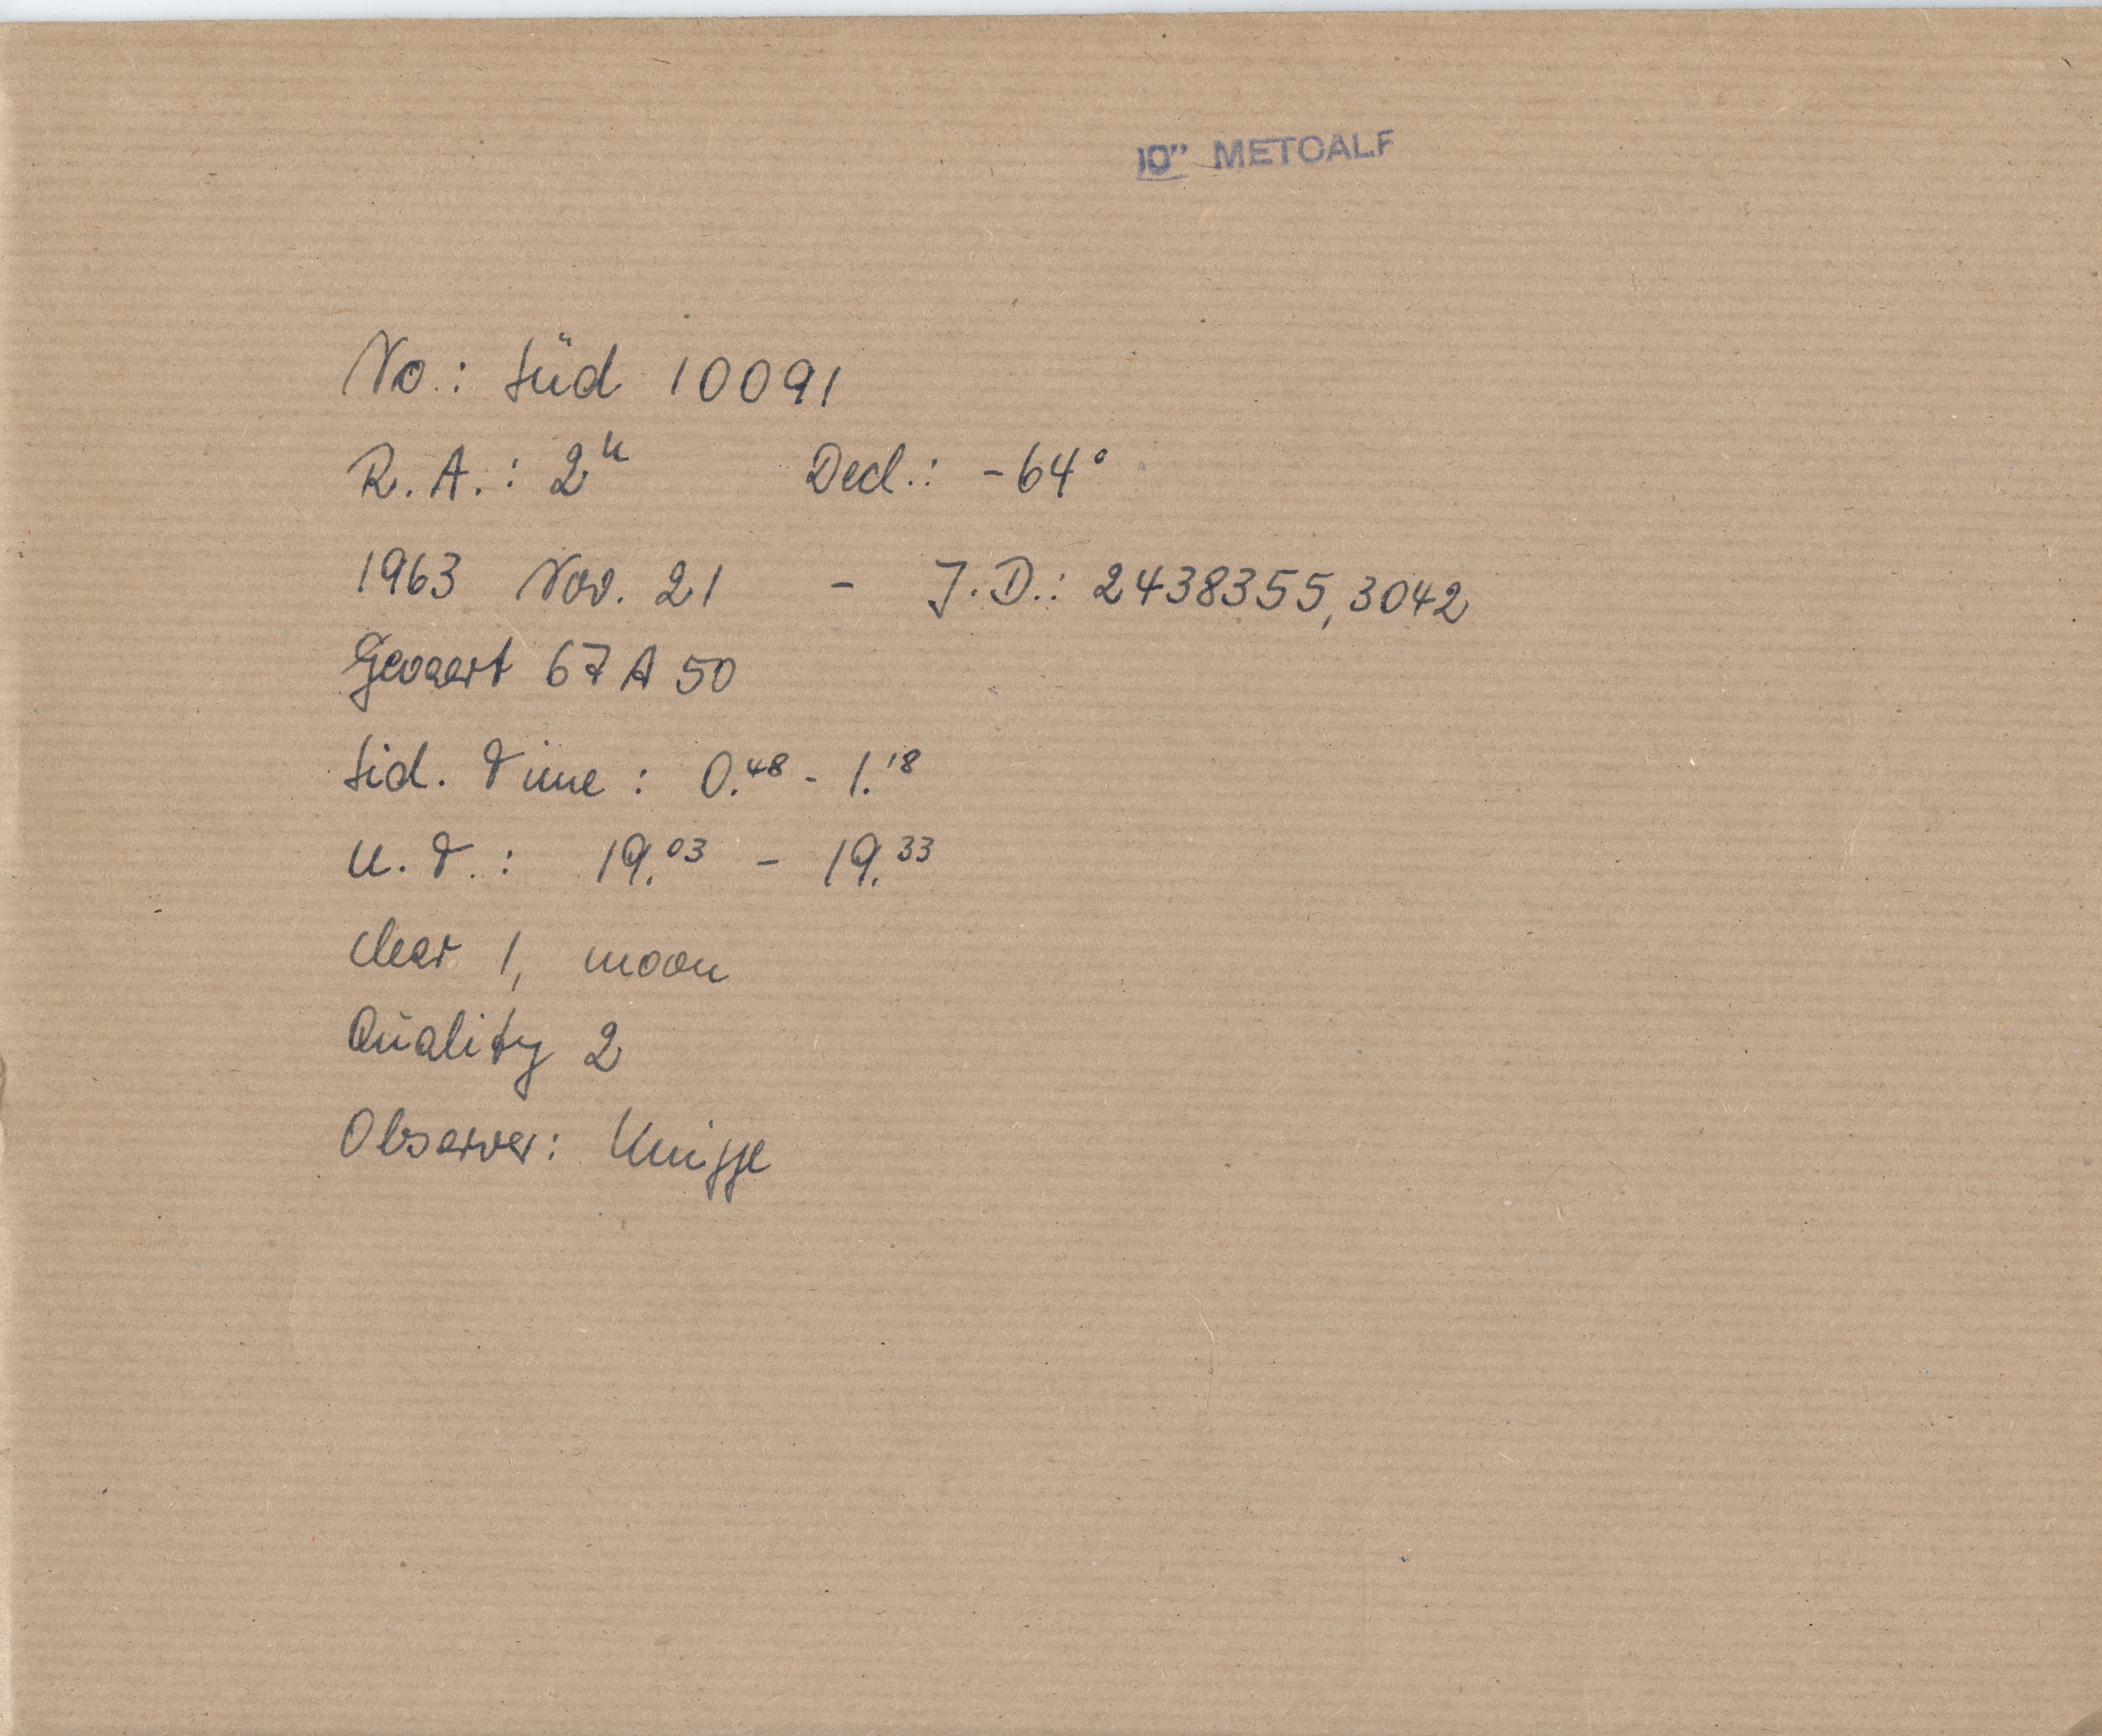 10" METCALF
No.: Süd 10091
R.A.: 2ʰ Decl.: -64°
1963 Nov. 21 - J.D.: 2438355,3042
Gevaert 67 A 50
Sid. Time: 0.⁴⁸ - 1.¹⁸
U.T.: 19.⁰³ - 19.³³
clear 1, moon
Quality 2
Observer: Knigge